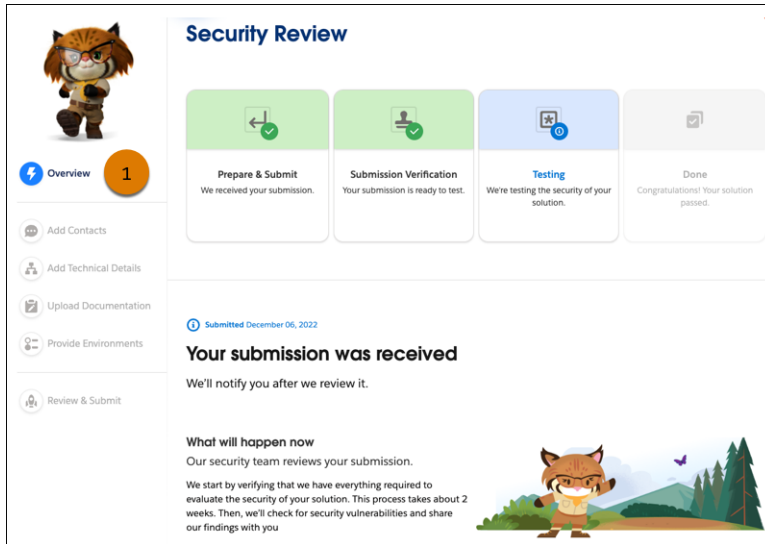 Security Review
Prepare & Submit
We received your submission.
Submission Verification
Your submission is ready to test.
Testing
We're testing the security of your
solution.
Done
Congratulations! Your solution
passed.
Overview
1
Add Contacts
Add Technical Details
Upload Documentation
Provide Environments
Review & Submit
Submitted December 06, 2022
Your submission was received
We'll notify you after we review it.
What will happen now
Our security team reviews your submission.
We start by verifying that we have everything required to
evaluate the security of your solution. This process takes about 2
weeks. Then, we'll check for security vulnerabilities and share
our findings with you